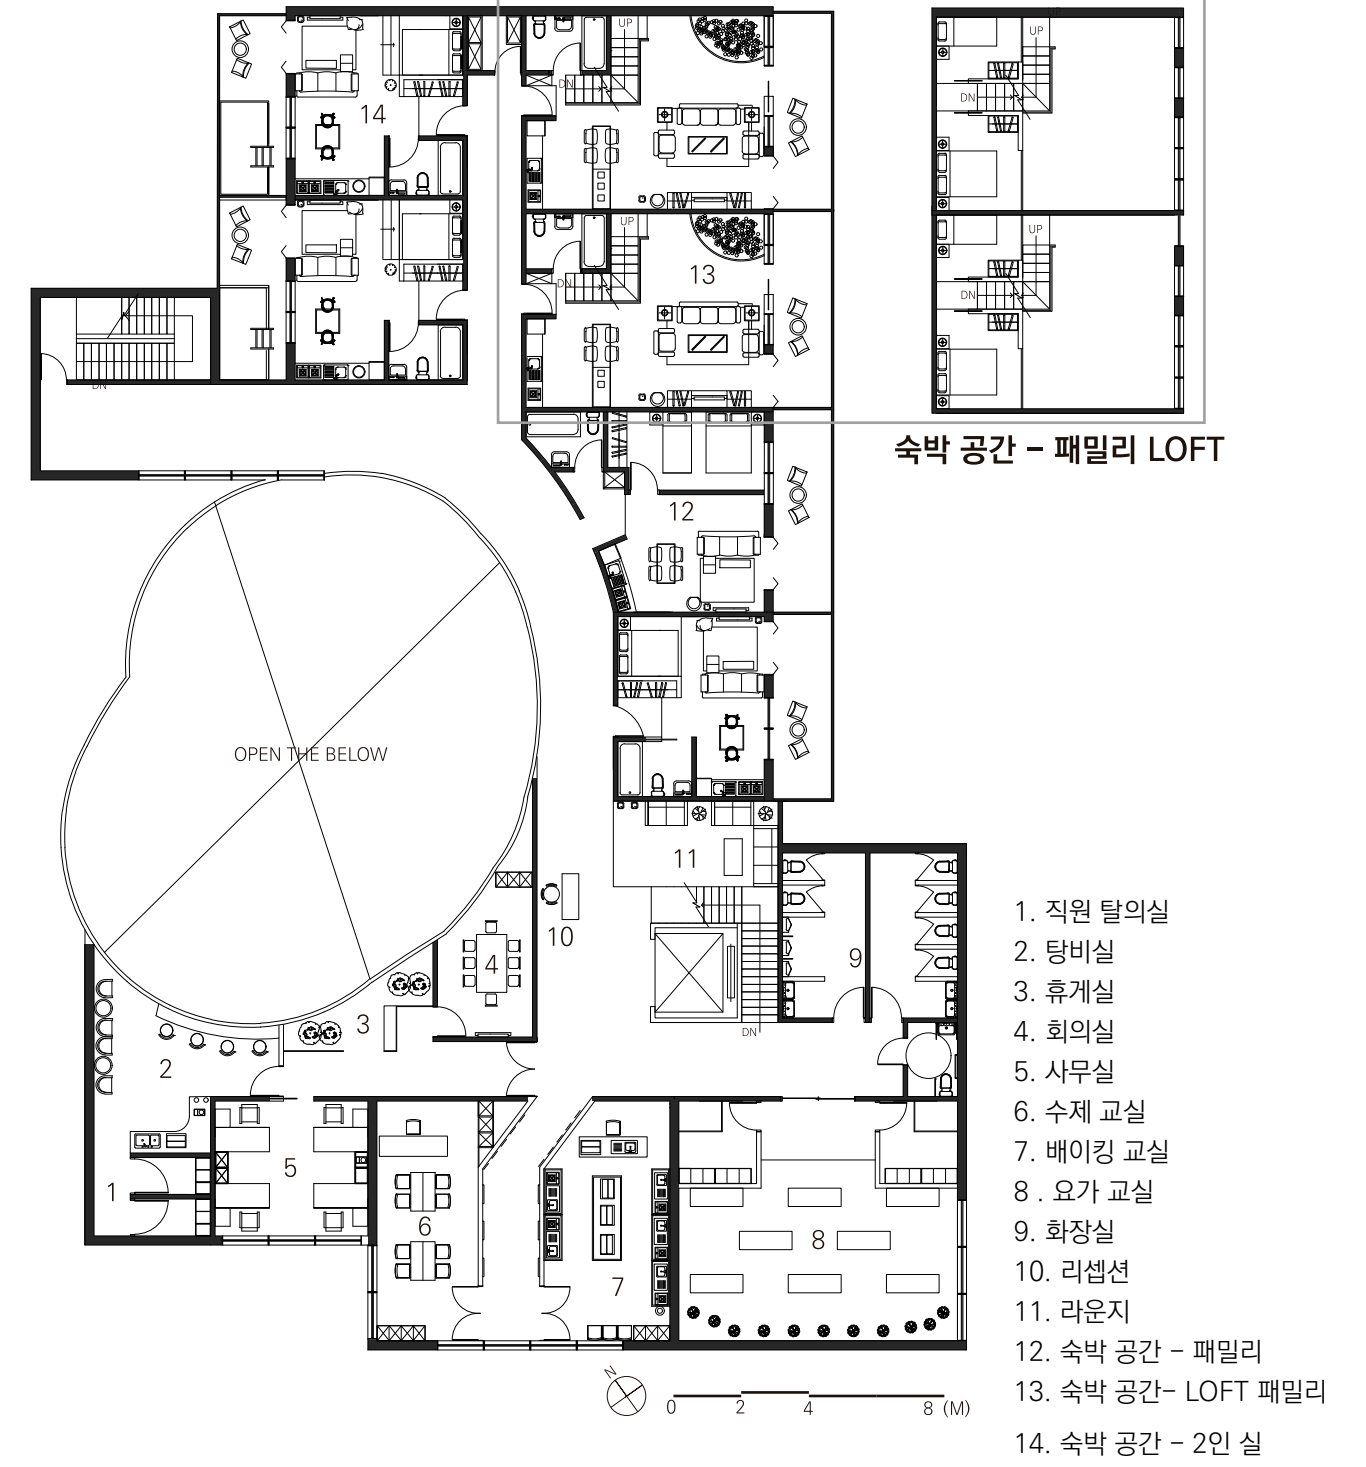 UP
UP
14
DN
DN
UP
13
UP
DN
DN
DN
숙박 공간 - 패밀리 LOFT
12
OPEN THE BELOW
11
1. 직원 탈의실
10
2. 탕비실
4
9
3. 휴게실
3
DN
4. 회의실
2
5. 사무실
6. 수제 교실
7. 배이킹 교실
5
1
8 . 요가 교실
6
8
9. 화장실
10. 리셉션
7
11. 라운지
12. 숙박 공간 - 패밀리
N
13. 숙박 공간- LOFT 패밀리
0 2 4 8 (M)
14. 숙박 공간 - 2인 실